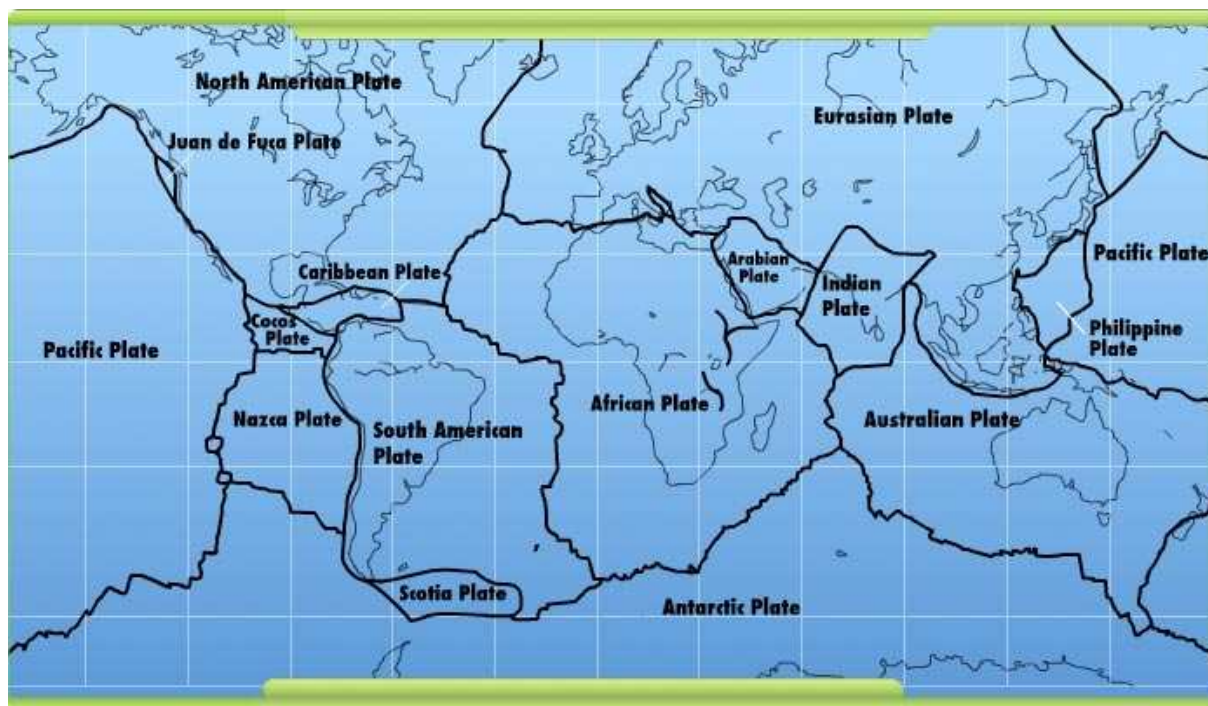 North American Plate
Eurasian Plate
Juan de Fuca Plate
Pacific Plate
Arabian
Plate
Caribbean Plate
Indian
Plate
Cocos
Plate
Philippine
Plate
Pacific Plate
African Plate
Nazca Plate
Australian Plate
South American
Plate
Scotia Plate
Antarctic Plate